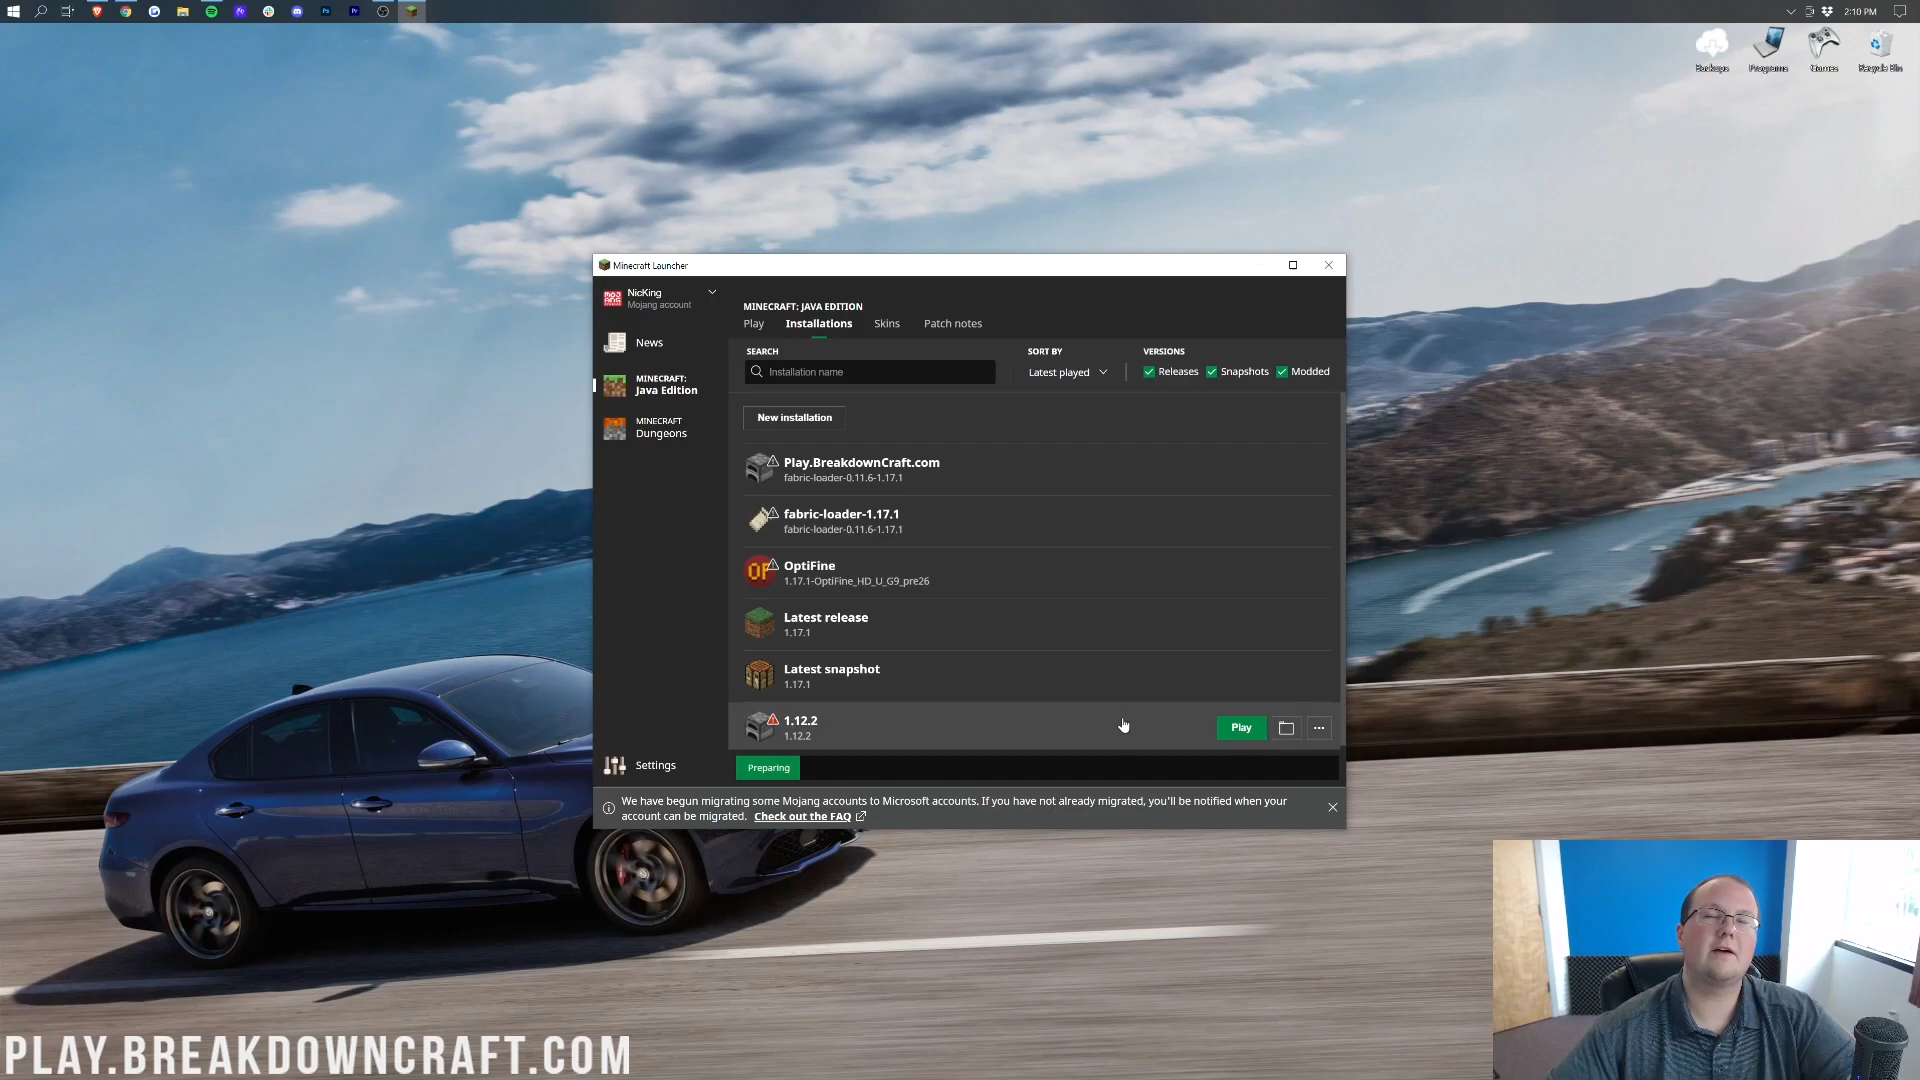 2:10 PM
Backups
Programs
Games
Recycle Bin
Minecraft Launcher
NicKing
Mojang account
News
MINECRAFT:
Java Edition
MINECRAFT
Dungeons
Settings
MINECRAFT: JAVA EDITION
Play Installations Skins Patch notes
SEARCH SORT BY VERSIONS
Installation name Latest played Releases Snapshots Modded
New installation
Play.BreakdownCraft.com
fabric-loader-0.11.6-1.17.1
fabric-loader-1.17.1
fabric-loader-0.11.6-1.17.1
OF
OptiFine
1.17.1-OptiFine_HD_U_G9_pre26
Latest release
1.17.1
Latest snapshot
1.17.1
1.12.2
1.12.2
Play
Preparing
We have begun migrating some Mojang accounts to Microsoft accounts. If you have not already migrated, you'll be notified when your
account can be migrated. Check out the FAQ
PLAY.BREAKDOWNCRAFT.COM